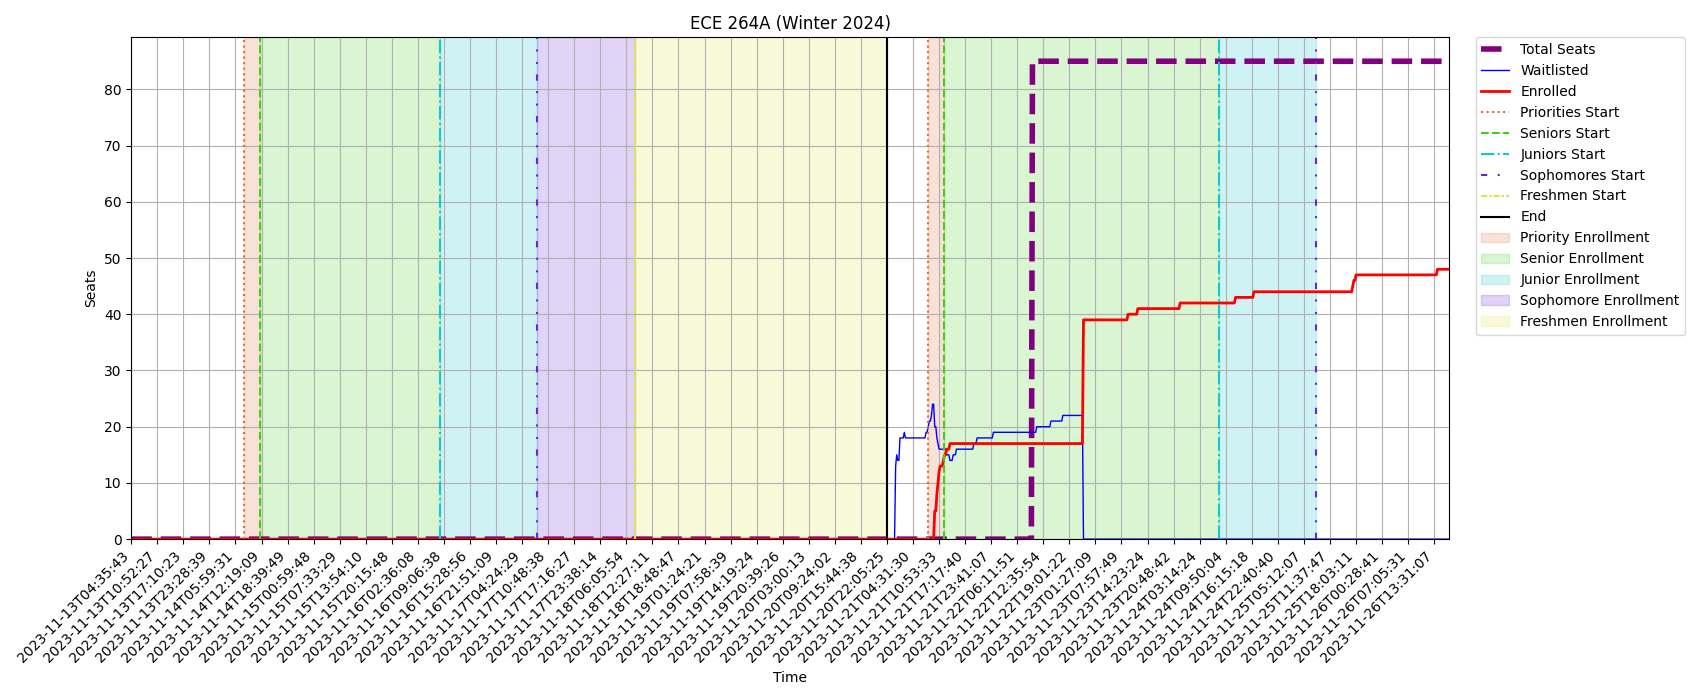 ECE 264A (Winter 2024)
Total Seats
Waitlisted
Enrolled
Priorities Start
Seniors Start
Juniors Start
Sophomores Start
Freshmen Start
End
Priority Enrollment
Senior Enrollment
Junior Enrollment
Sophomore Enrollment
Freshmen Enrollment
Seats
80
70
60
50
40
30
20
10
0
2023-11-13T04:35:43
2023-11-13T10:52:27
2023-11-13T17:10:23
2023-11-13T23:28:39
2023-11-14T05:59:31
2023-11-14T12:19:09
2023-11-14T18:39:49
2023-11-15T00:59:48
2023-11-15T07:33:29
2023-11-15T13:54:10
2023-11-15T20:15:48
2023-11-16T02:36:08
2023-11-16T09:06:38
2023-11-16T15:28:56
2023-11-16T21:51:09
2023-11-17T04:24:29
2023-11-17T10:48:38
2023-11-17T17:16:27
2023-11-17T23:38:14
2023-11-18T06:05:54
2023-11-18T12:27:11
2023-11-18T18:48:47
2023-11-19T01:24:21
2023-11-19T07:58:39
2023-11-19T14:19:24
2023-11-19T20:39:26
2023-11-20T03:00:13
2023-11-20T09:24:02
2023-11-20T15:44:38
2023-11-20T22:05:25
2023-11-21T04:31:30
2023-11-21T10:53:33
2023-11-21T17:17:40
2023-11-21T23:41:07
2023-11-22T06:11:51
2023-11-22T12:35:54
2023-11-22T19:01:22
2023-11-23T01:27:09
2023-11-23T07:57:49
2023-11-23T14:23:24
2023-11-23T20:48:42
2023-11-24T03:14:24
2023-11-24T09:50:04
2023-11-24T16:15:18
2023-11-24T22:40:40
2023-11-25T05:12:07
2023-11-25T11:37:47
2023-11-25T18:03:11
2023-11-26T00:28:41
2023-11-26T07:05:31
2023-11-26T13:31:07
Time